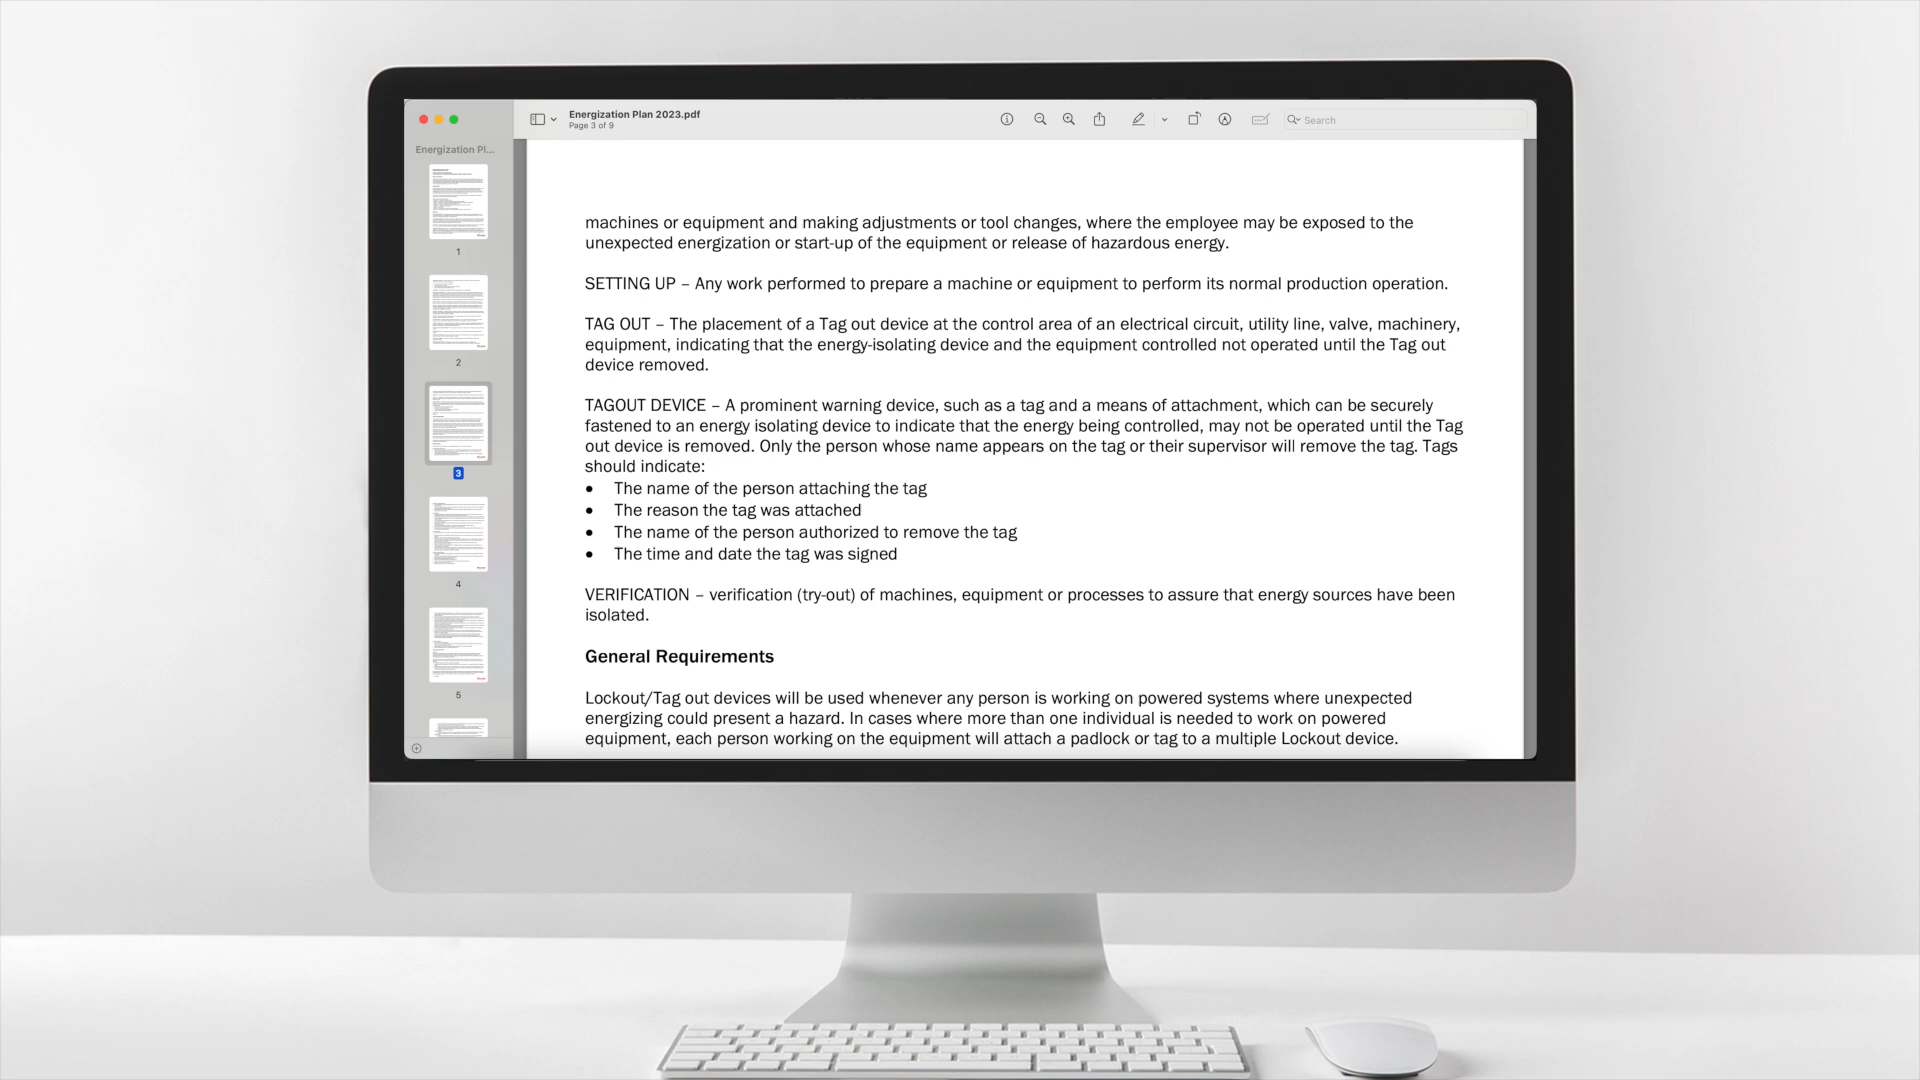 Energization Plan 2023.pdf
Page 3 of 9
Search
Energization Pl...
1
2
3
4
5
machines or equipment and making adjustments or tool changes, where the employee may be exposed to the
unexpected energization or start-up of the equipment or release of hazardous energy.
SETTING UP – Any work performed to prepare a machine or equipment to perform its normal production operation.
TAG OUT – The placement of a Tag out device at the control area of an electrical circuit, utility line, valve, machinery,
equipment, indicating that the energy-isolating device and the equipment controlled not operated until the Tag out
device removed.
TAGOUT DEVICE – A prominent warning device, such as a tag and a means of attachment, which can be securely
fastened to an energy isolating device to indicate that the energy being controlled, may not be operated until the Tag
out device is removed. Only the person whose name appears on the tag or their supervisor will remove the tag. Tags
should indicate:
• The name of the person attaching the tag
• The reason the tag was attached
• The name of the person authorized to remove the tag
• The time and date the tag was signed
VERIFICATION – verification (try-out) of machines, equipment or processes to assure that energy sources have been
isolated.
General Requirements
Lockout/Tag out devices will be used whenever any person is working on powered systems where unexpected
energizing could present a hazard. In cases where more than one individual is needed to work on powered
equipment, each person working on the equipment will attach a padlock or tag to a multiple Lockout device.